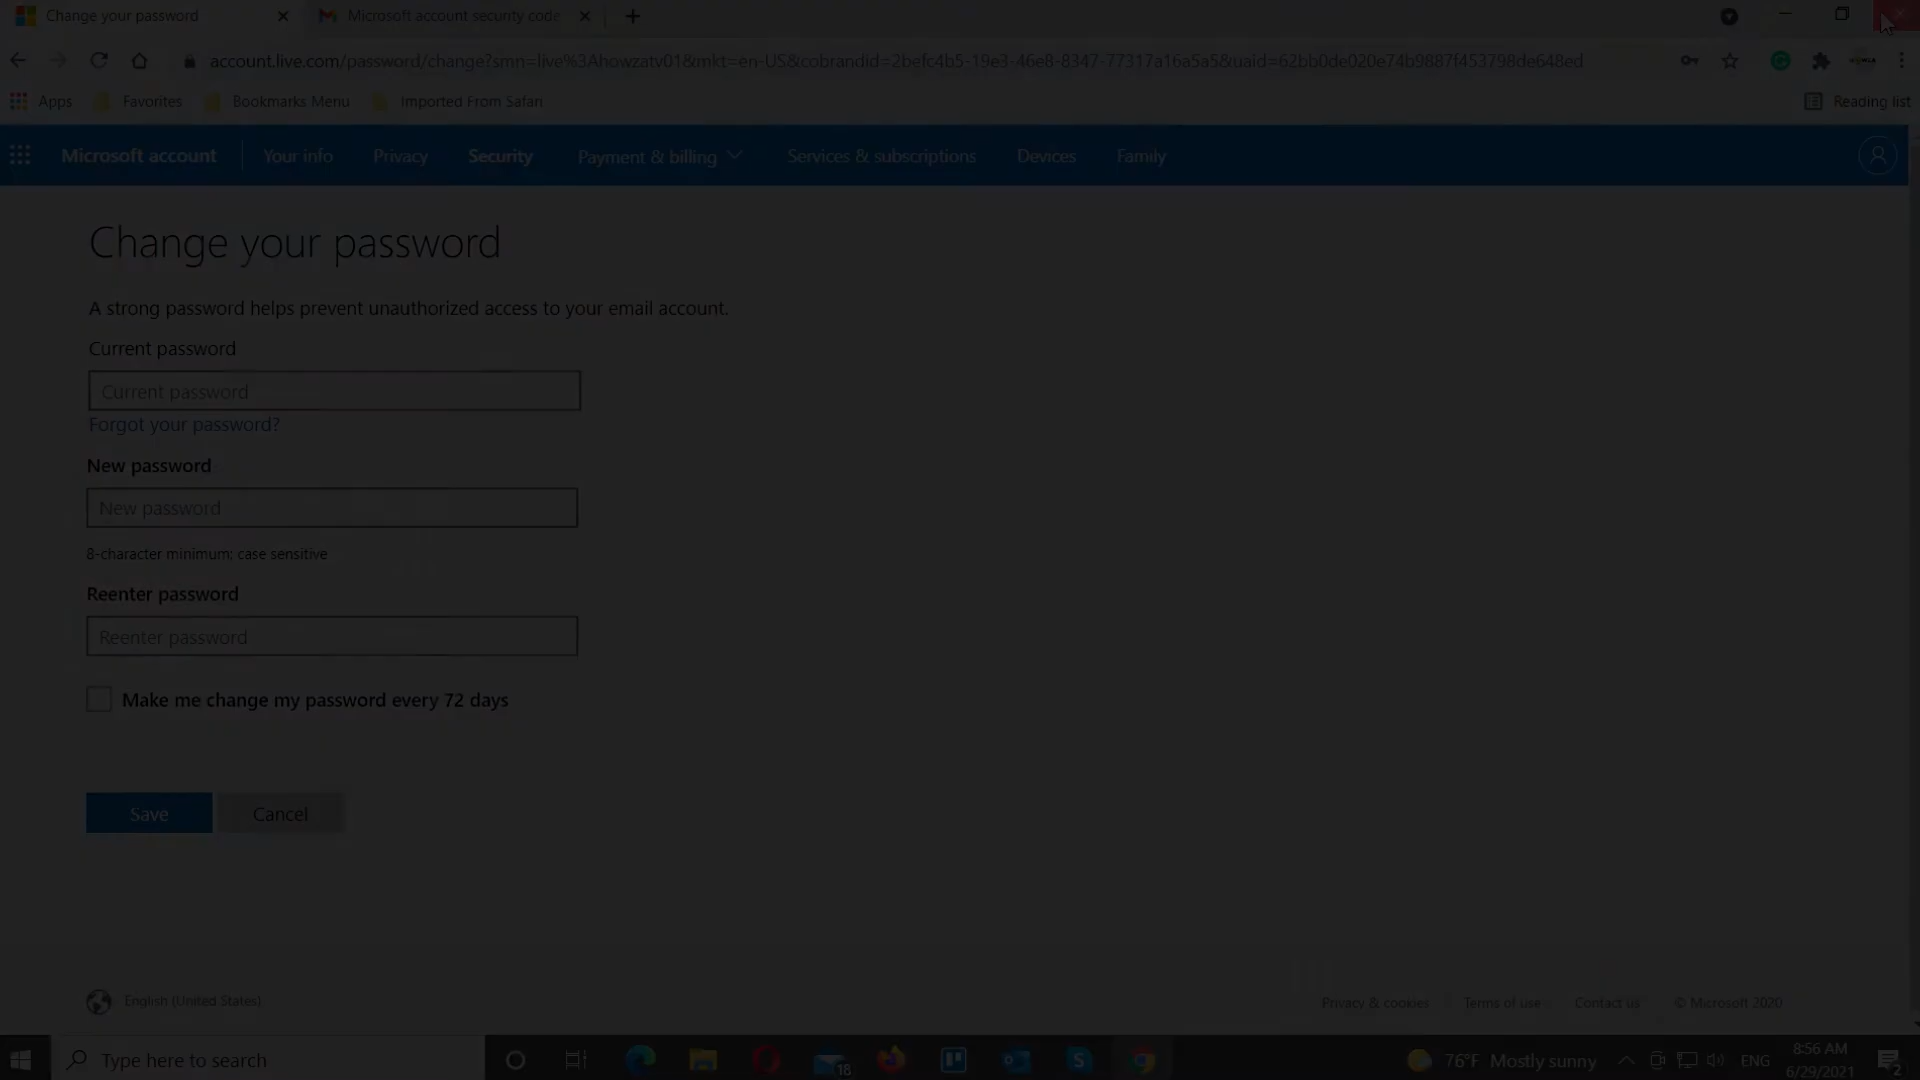 Change your password
Microsoft account security code
account.live.com/password/change?smn=live%3Ahowzatv01&mkt=en-US&cobrandid=2befc4b5-19e3-46e8-8347-77317a16a5a5&uaid=62bb0de020e74b9887f453798de648ed
Apps Favorites Bookmarks Menu Imported From Safari Reading list
Microsoft account Your info Privacy Security Payment & billing Services & subscriptions Devices Family
Change your password
A strong password helps prevent unauthorized access to your email account.
Current password
Current password
Forgot your password?
New password
New password
8-character minimum; case sensitive
Reenter password
Reenter password
Make me change my password every 72 days
Save Cancel
English (United States) Privacy & cookies Terms of use Contact us © Microsoft 2020
Type here to search 18 76°F Mostly sunny ENG 8:56 AM
6/29/2021 2